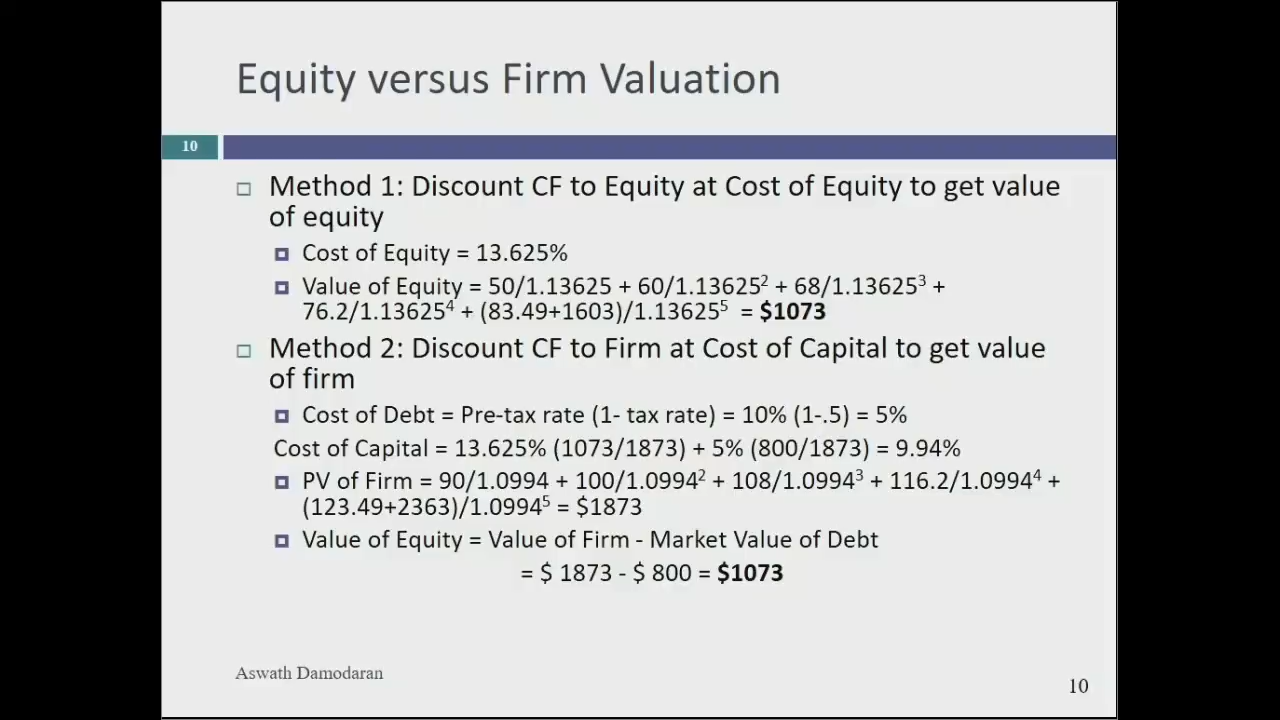 Equity versus Firm Valuation
10
Method 1: Discount CF to Equity at Cost of Equity to get value
of equity
Cost of Equity = 13.625%
Value of Equity = 50/1.13625 + 60/1.13625² + 68/1.13625³ +
76.2/1.13625⁴ + (83.49+1603)/1.13625⁵ = $1073
Method 2: Discount CF to Firm at Cost of Capital to get value
of firm
Cost of Debt = Pre-tax rate (1- tax rate) = 10% (1-.5) = 5%
Cost of Capital = 13.625% (1073/1873) + 5% (800/1873) = 9.94%
PV of Firm = 90/1.0994 + 100/1.0994² + 108/1.0994³ + 116.2/1.0994⁴ +
(123.49+2363)/1.0994⁵ = $1873
Value of Equity = Value of Firm - Market Value of Debt
= $ 1873 - $ 800 = $1073
Aswath Damodaran
10